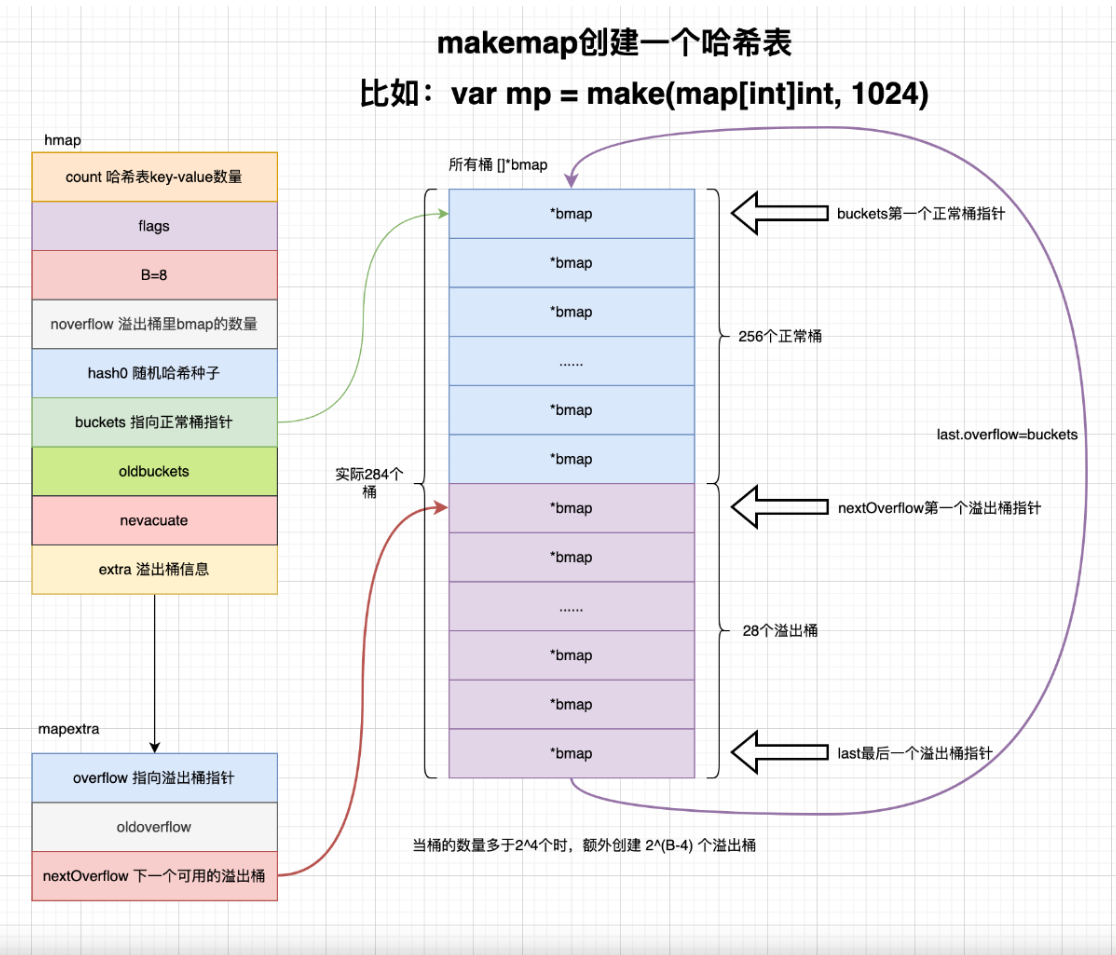 makemap创建一个哈希表
比如：var mp = make(map[int]int, 1024)
hmap
count 哈希表key-value数量
flags
B=8
noverflow 溢出桶里bmap的数量
hash0 随机哈希种子
buckets 指向正常桶指针
oldbuckets
nevacuate
extra 溢出桶信息
mapextra
overflow 指向溢出桶指针
oldoverflow
nextOverflow 下一个可用的溢出桶
所有桶 []*bmap
*bmap
*bmap
*bmap
......
*bmap
*bmap
*bmap
*bmap
......
*bmap
*bmap
*bmap
实际284个
桶
buckets第一个正常桶指针
256个正常桶
last.overflow=buckets
nextOverflow第一个溢出桶指针
28个溢出桶
last最后一个溢出桶指针
当桶的数量多于2^4个时，额外创建 2^(B-4) 个溢出桶